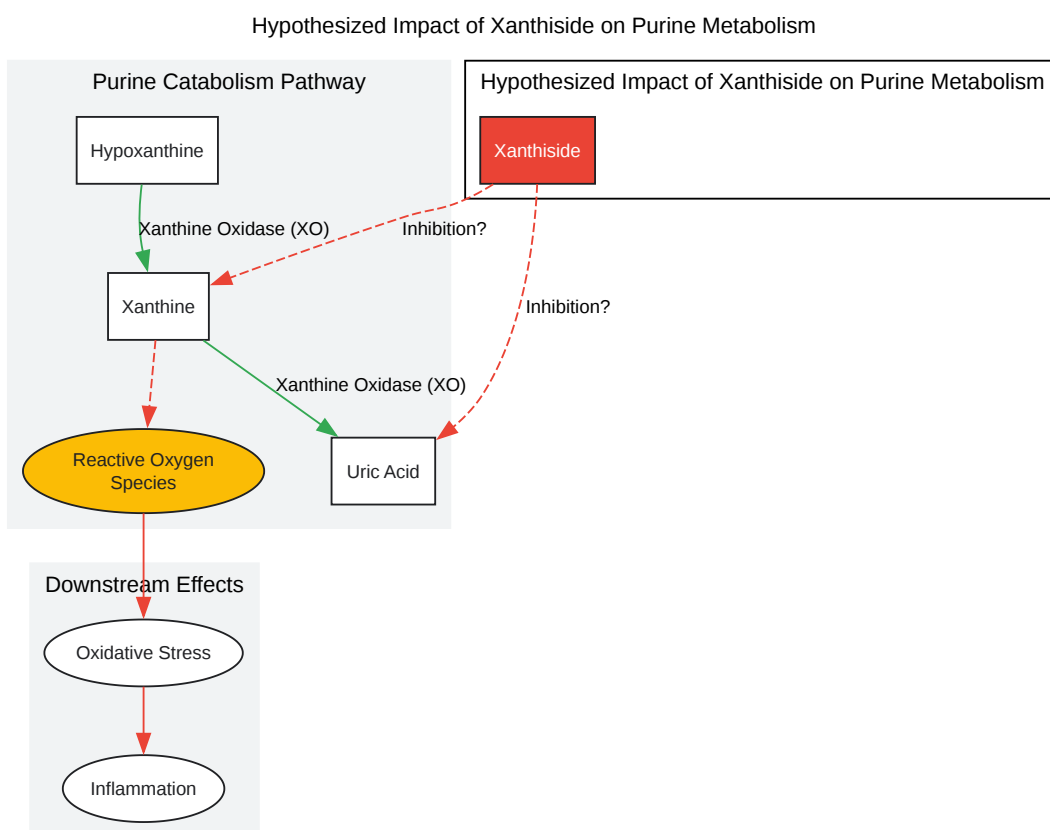 Hypothesized Impact of Xanthiside on Purine Metabolism
Purine Catabolism Pathway
Hypothesized Impact of Xanthiside on Purine Metabolism
Hypoxanthine
Xanthiside
Xanthine Oxidase (XO)
Inhibition?
Xanthine
Inhibition?
Xanthine Oxidase (XO)
Reactive Oxygen
Species
Uric Acid
Downstream Effects
Oxidative Stress
Inflammation